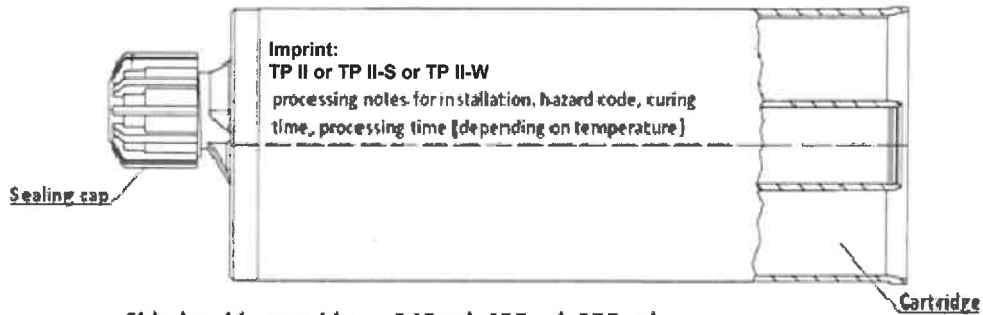 Imprint:
TP II or TP II-S or TP II-W
processing notes for installation, hazard code, curing
time, processing time [depending on temperature]
Sealing cap
Cartridge